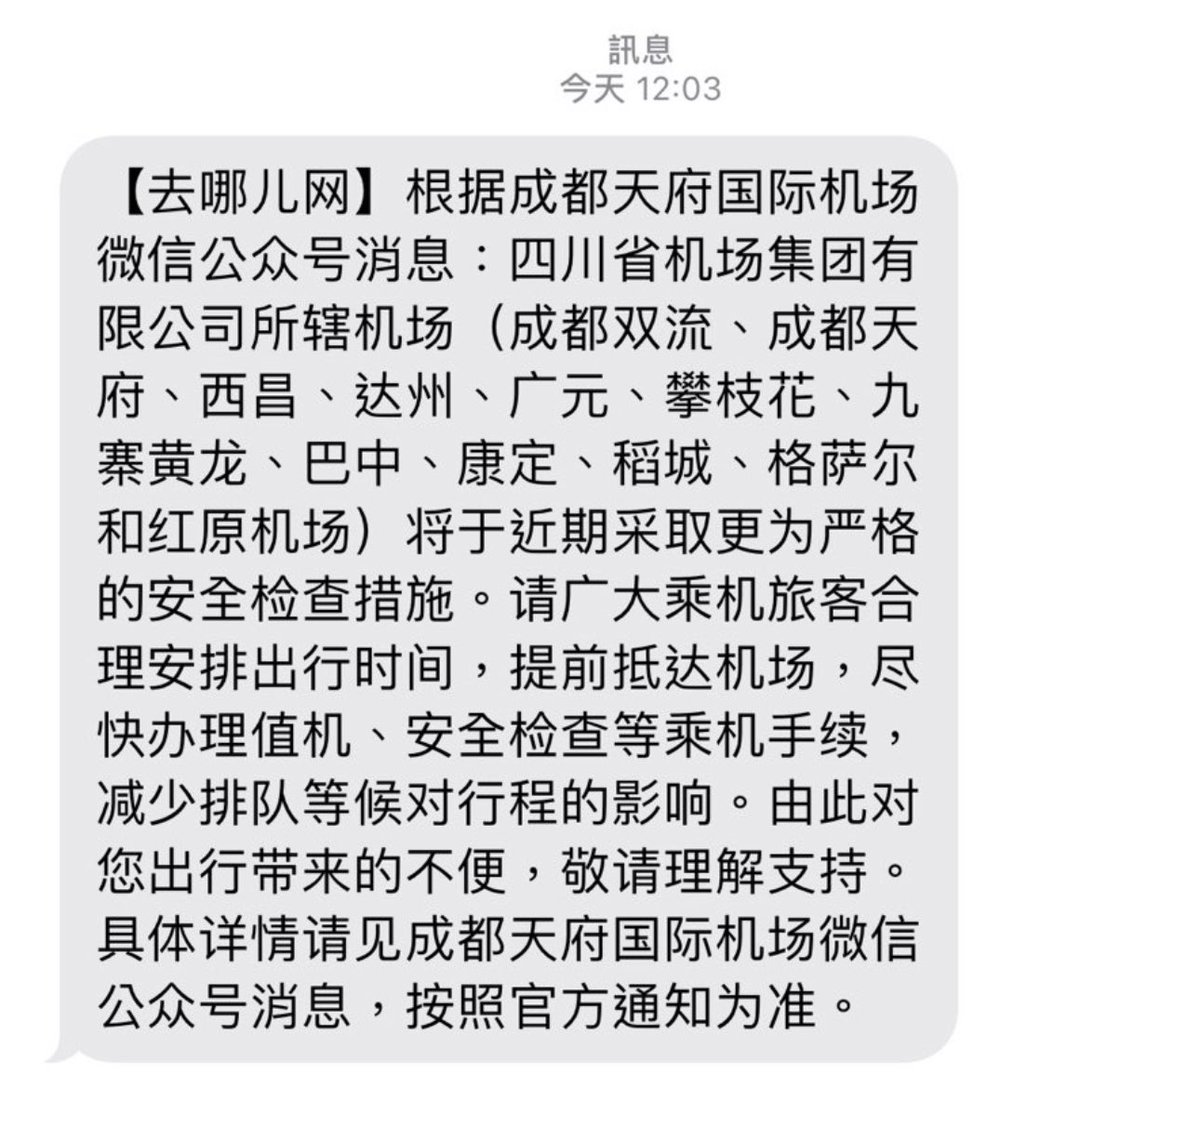 訊息
今天 12:03
【去哪儿网】根据成都天府国际机场
微信公众号消息：四川省机场集团有
限公司所辖机场（成都双流、成都天
府、西昌、达州、广元、攀枝花、九
寨黄龙、巴中、康定、稻城、格萨尔
和红原机场）将于近期采取更为严格
的安全检查措施。请广大乘机旅客合
理安排出行时间，提前抵达机场，尽
快办理值机、安全检查等乘机手续，
减少排队等候对行程的影响。由此对
您出行带来的不便，敬请理解支持。
具体详情请见成都天府国际机场微信
公众号消息，按照官方通知为准。